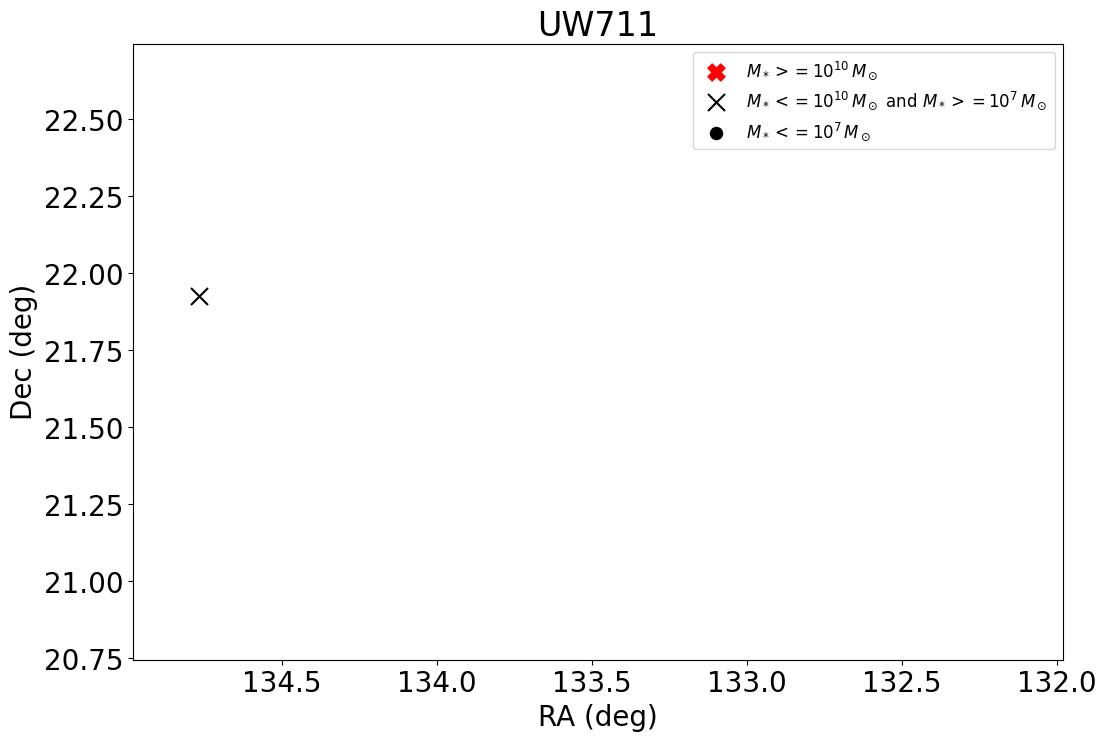 UW711
M* >= 10^10 M⊙
M* <= 10^10 M⊙ and M* >= 10^7 M⊙
M* <= 10^7 M⊙
22.50
22.25
22.00
21.75
21.50
21.25
21.00
20.75
Dec (deg)
134.5 134.0 133.5 133.0 132.5 132.0
RA (deg)